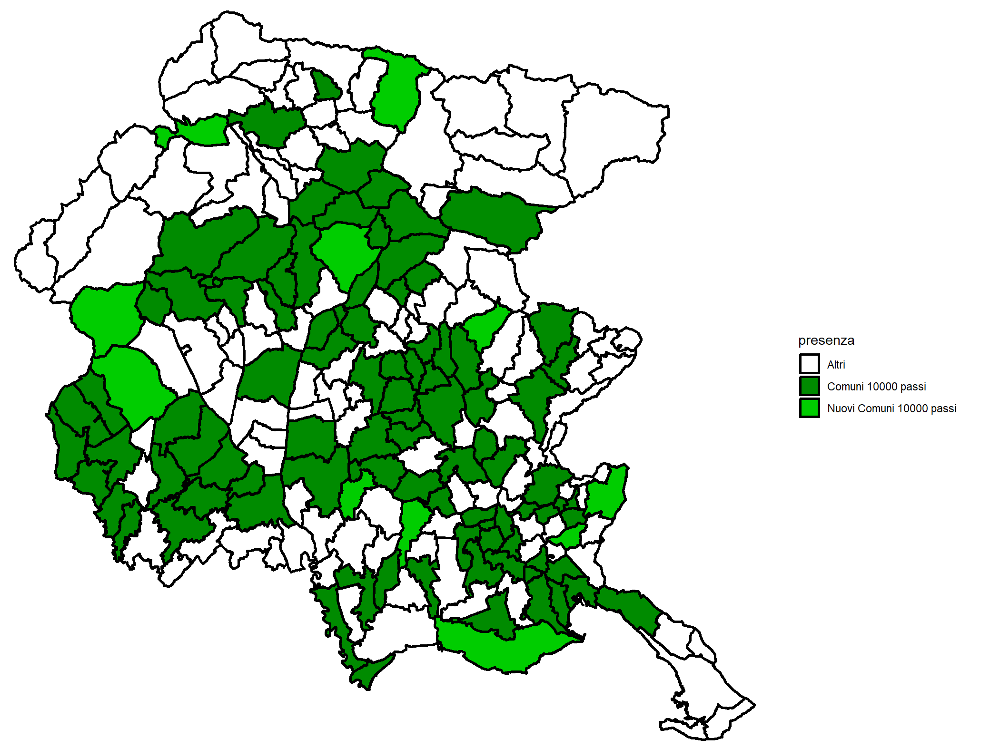 presenza
Altri
Comuni 10000 passi
Nuovi Comuni 10000 passi